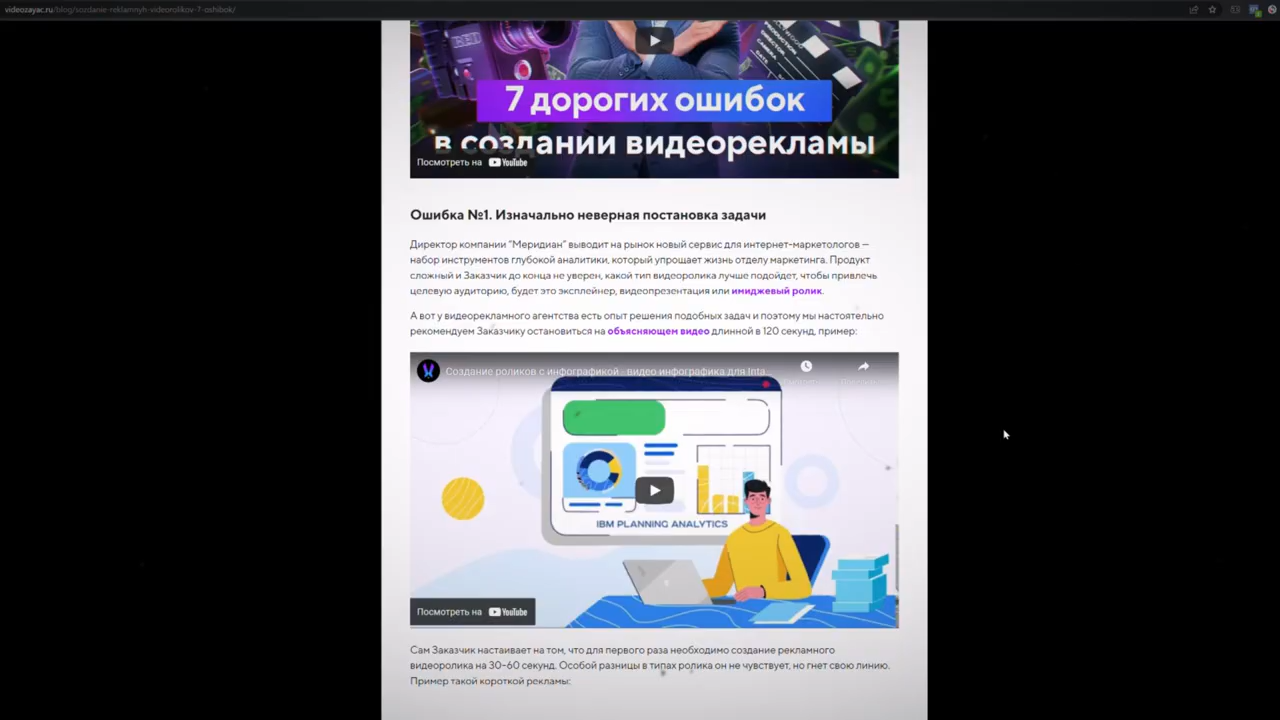 videozayac.ru/blog/sozdanie-reklamnyh-videorolikov-7-oshibok/
7 дорогих ошибок
в создании видеорекламы
Посмотреть на YouTube
Ошибка №1. Изначально неверная постановка задачи
Директор компании "Меридиан" выводит на рынок новый сервис для интернет-маркетологов —
набор инструментов глубокой аналитики, который упрощает жизнь отделу маркетинга. Продукт
сложный и Заказчик до конца не уверен, какой тип видеоролика лучше подойдет, чтобы привлечь
целевую аудиторию, будет это эксплейнер, видеопрезентация или имиджевый ролик.
А вот у видеорекламного агентства есть опыт решения подобных задач и поэтому мы настоятельно
рекомендуем Заказчику остановиться на объясняющем видео длинной в 120 секунд, пример:
Создание роликов с инфографикой - видео инфографика для Inta...
IBM PLANNING ANALYTICS
Посмотреть на YouTube
Сам Заказчик настаивает на том, что для первого раза необходимо создание рекламного
видеоролика на 30-60 секунд. Особой разницы в типах ролика он не чувствует, но гнет свою линию.
Пример такой короткой рекламы: